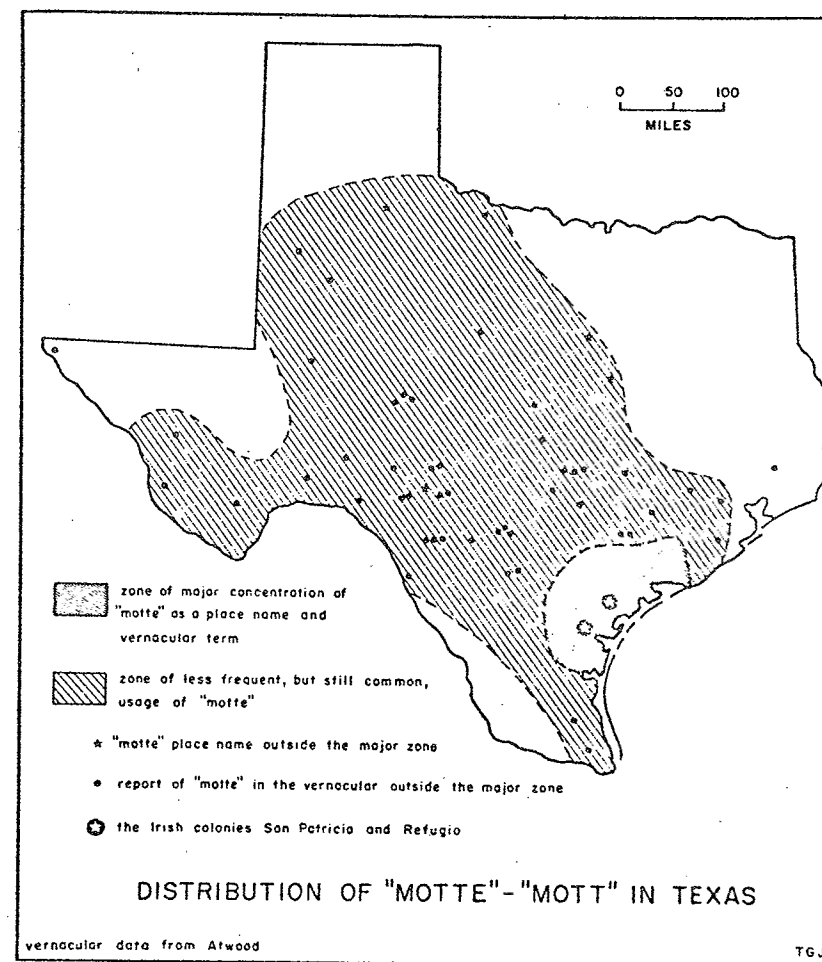 0 50 100
MILES
zone of major concentration of
"motte" as a place name and
vernacular term
zone of less frequent, but still common,
usage of "motte"
"motte" place name outside the major zone
report of "motte" in the vernacular outside the major zone
the Irish colonies San Patricio and Refugio
DISTRIBUTION OF "MOTTE"-"MOTT" IN TEXAS
vernacular data from Atwood
TGJ